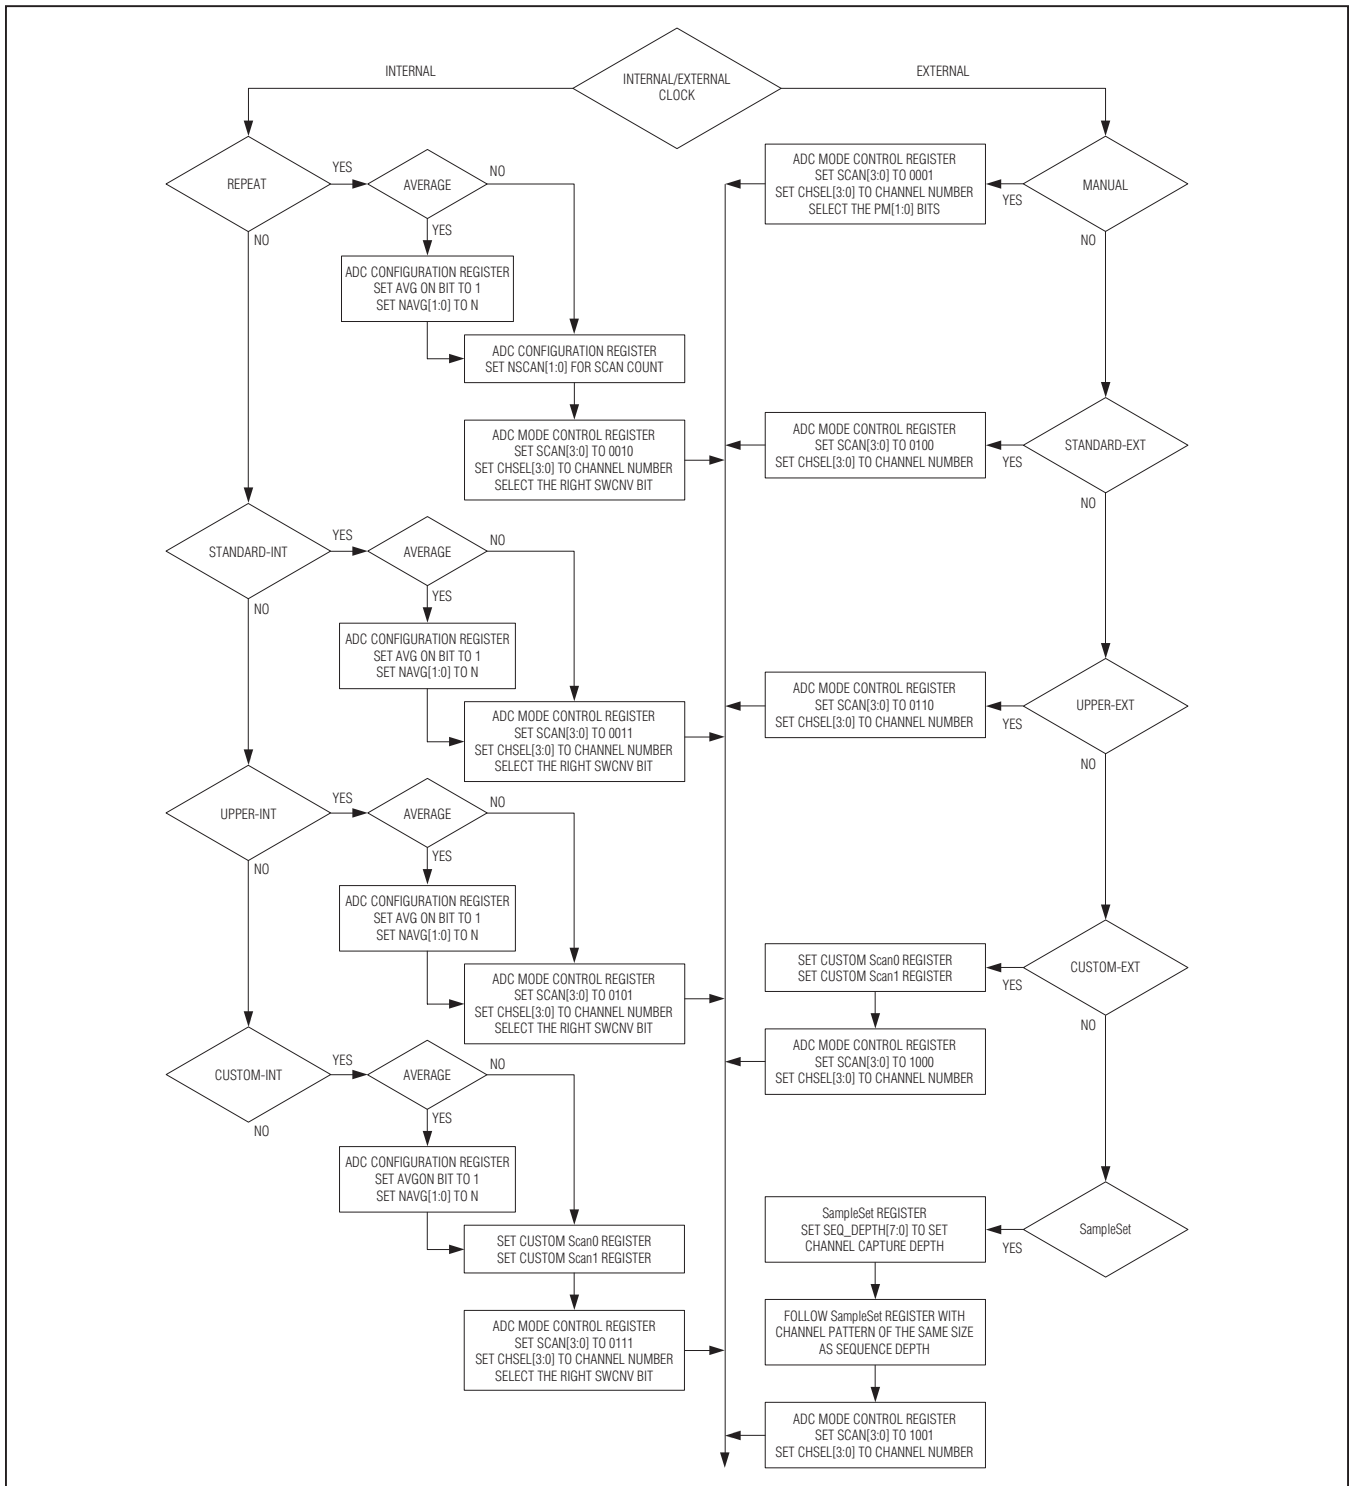 INTERNAL/EXTERNAL
CLOCK
INTERNAL
EXTERNAL
REPEAT
YES
NO
AVERAGE
NO
YES
ADC CONFIGURATION REGISTER
SET AVG ON BIT TO 1
SET NAVG[1:0] TO N
ADC CONFIGURATION REGISTER
SET NSCAN[1:0] FOR SCAN COUNT
ADC MODE CONTROL REGISTER
SET SCAN[3:0] TO 0010
SET CHSEL[3:0] TO CHANNEL NUMBER
SELECT THE RIGHT SWCNV BIT
STANDARD-INT
YES
NO
AVERAGE
NO
YES
ADC CONFIGURATION REGISTER
SET AVG ON BIT TO 1
SET NAVG[1:0] TO N
ADC MODE CONTROL REGISTER
SET SCAN[3:0] TO 0011
SET CHSEL[3:0] TO CHANNEL NUMBER
SELECT THE RIGHT SWCNV BIT
UPPER-INT
YES
NO
AVERAGE
NO
YES
ADC CONFIGURATION REGISTER
SET AVG ON BIT TO 1
SET NAVG[1:0] TO N
ADC MODE CONTROL REGISTER
SET SCAN[3:0] TO 0101
SET CHSEL[3:0] TO CHANNEL NUMBER
SELECT THE RIGHT SWCNV BIT
CUSTOM-INT
YES
NO
AVERAGE
NO
YES
ADC CONFIGURATION REGISTER
SET AVGON BIT TO 1
SET NAVG[1:0] TO N
SET CUSTOM Scan0 REGISTER
SET CUSTOM Scan1 REGISTER
ADC MODE CONTROL REGISTER
SET SCAN[3:0] TO 0111
SET CHSEL[3:0] TO CHANNEL NUMBER
SELECT THE RIGHT SWCNV BIT
MANUAL
YES
NO
ADC MODE CONTROL REGISTER
SET SCAN[3:0] TO 0001
SET CHSEL[3:0] TO CHANNEL NUMBER
SELECT THE PM[1:0] BITS
STANDARD-EXT
YES
NO
ADC MODE CONTROL REGISTER
SET SCAN[3:0] TO 0100
SET CHSEL[3:0] TO CHANNEL NUMBER
UPPER-EXT
YES
NO
ADC MODE CONTROL REGISTER
SET SCAN[3:0] TO 0110
SET CHSEL[3:0] TO CHANNEL NUMBER
CUSTOM-EXT
YES
NO
SET CUSTOM Scan0 REGISTER
SET CUSTOM Scan1 REGISTER
ADC MODE CONTROL REGISTER
SET SCAN[3:0] TO 1000
SET CHSEL[3:0] TO CHANNEL NUMBER
SampleSet
YES
SampleSet REGISTER
SET SEQ_DEPTH[7:0] TO SET
CHANNEL CAPTURE DEPTH
FOLLOW SampleSet REGISTER WITH
CHANNEL PATTERN OF THE SAME SIZE
AS SEQUENCE DEPTH
ADC MODE CONTROL REGISTER
SET SCAN[3:0] TO 1001
SET CHSEL[3:0] TO CHANNEL NUMBER